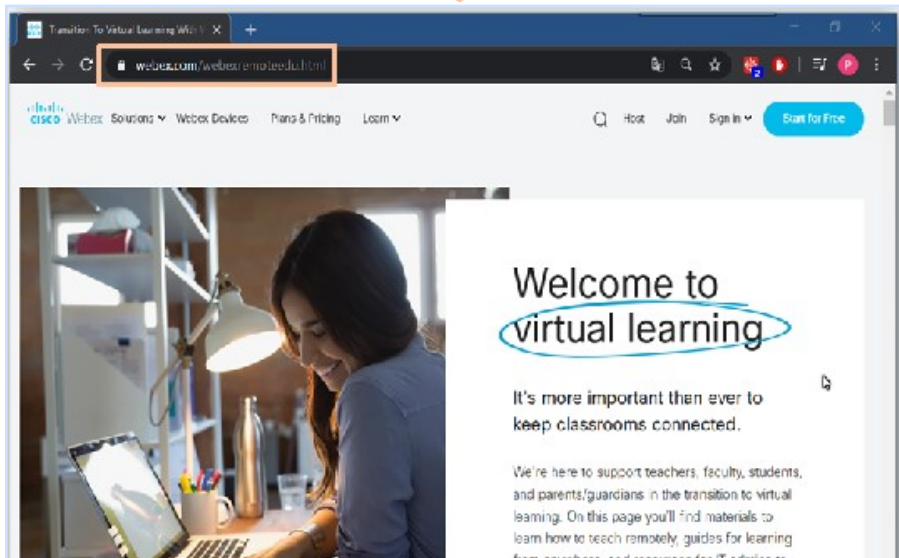 Transition To Virtual Learning With
webex.com/webexremoteedu.html
2
P
cisco Webex Solutions Webex Devices Plans & Pricing Learn Host Join Sign in Start for Free
Welcome to
virtual learning
It's more important than ever to
keep classrooms connected.
We're here to support teachers, faculty, students,
and parents/guardians in the transition to virtual
learning. On this page you'll find materials to
learn how to teach remotely, guides for learning